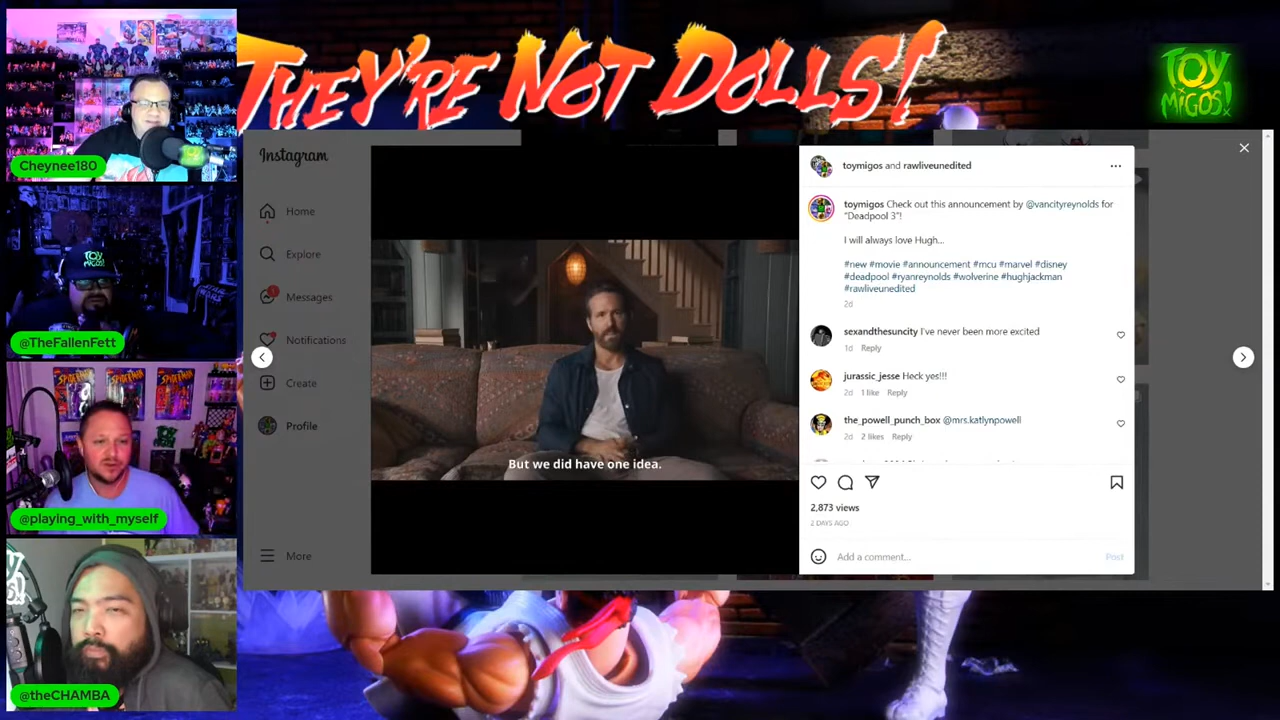 THEY'RE NOT DOLLS!
TOY
MIGOS!
Cheynee180
TOY
MIGOS!
@TheFallenFett
SPIDER-MAN
@playing_with_myself
@theCHAMBA
Instagram
Home
Explore
Messages
Notifications
Create
Profile
More
But we did have one idea.
toymigos and rawliveunedited
toymigos Check out this announcement by @vancityreynolds for
"Deadpool 3"!
I will always love Hugh...
#new #movie #announcement #mcu #marvel #disney
#deadpool #ryanreynolds #wolverine #hughjackman
#rawliveunedited
2d
sexandthesuncity I've never been more excited
1d Reply
jurassic_jesse Heck yes!!!
2d 1 like Reply
the_powell_punch_box @mrs.katlynpowell
2d 2 likes Reply
2,873 views
2 DAYS AGO
Add a comment...
Post